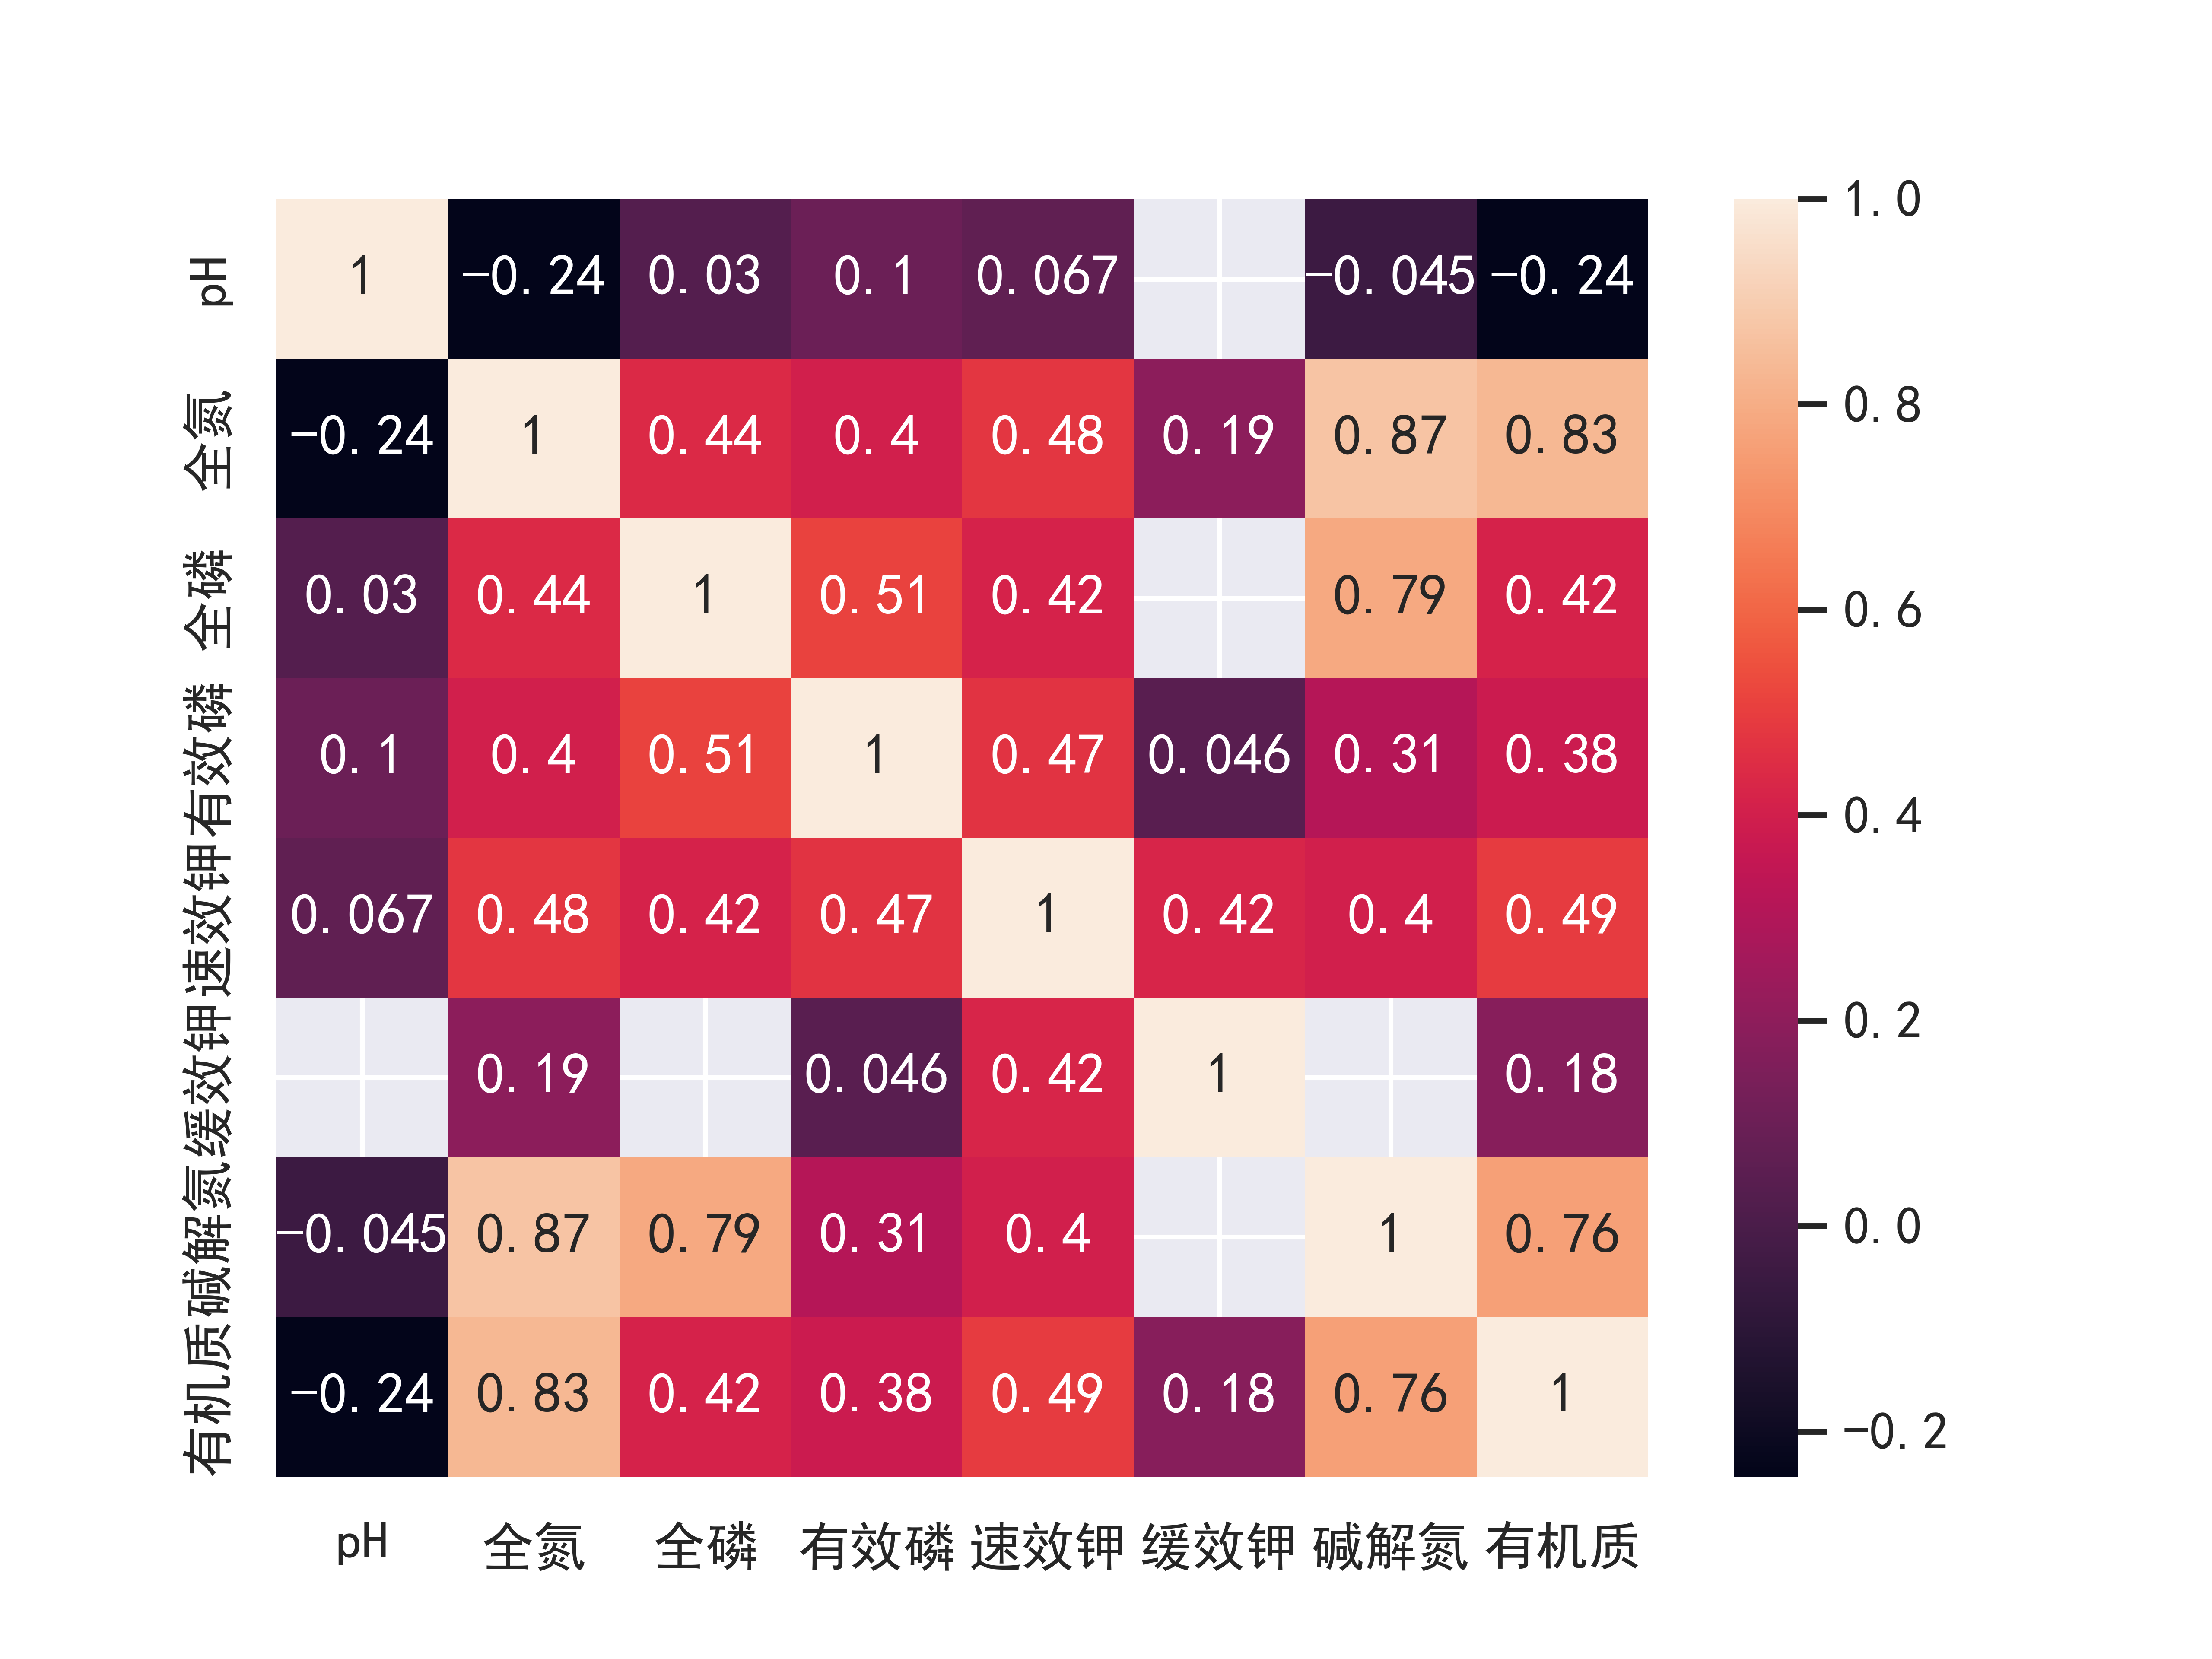 pH 1 -0.24 0.03 0.1 0.067 -0.045 -0.24
全氮 -0.24 1 0.44 0.4 0.48 0.19 0.87 0.83
全磷 0.03 0.44 1 0.51 0.42 0.79 0.42
有效磷 0.1 0.4 0.51 1 0.47 0.046 0.31 0.38
速效钾 0.067 0.48 0.42 0.47 1 0.42 0.4 0.49
缓效钾 0.19 0.046 0.42 1 0.18
碱解氮 -0.045 0.87 0.79 0.31 0.4 1 0.76
有机质 -0.24 0.83 0.42 0.38 0.49 0.18 0.76 1
pH 全氮 全磷 有效磷 速效钾 缓效钾 碱解氮 有机质
1.0
0.8
0.6
0.4
0.2
0.0
-0.2